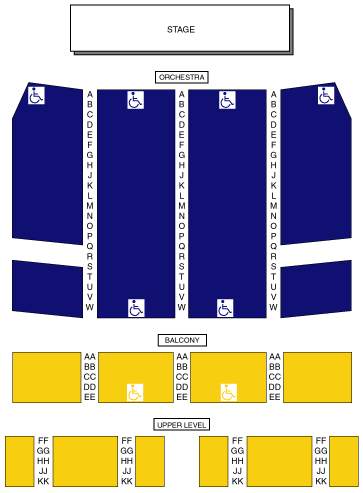 STAGE
ORCHESTRA
A A A
B B B
C C C
D D D
E E E
F F F
G G G
H H H
J J J
K K K
L L L
M M M
N N N
O O O
P P P
Q Q Q
R R R
S S S
T T T
U U U
V V V
W W W
BALCONY
AA AA AA
BB BB BB
CC CC CC
DD DD DD
EE EE EE
UPPER LEVEL
FF FF FF FF
GG GG GG GG
HH HH HH HH
JJ JJ JJ JJ
KK KK KK KK